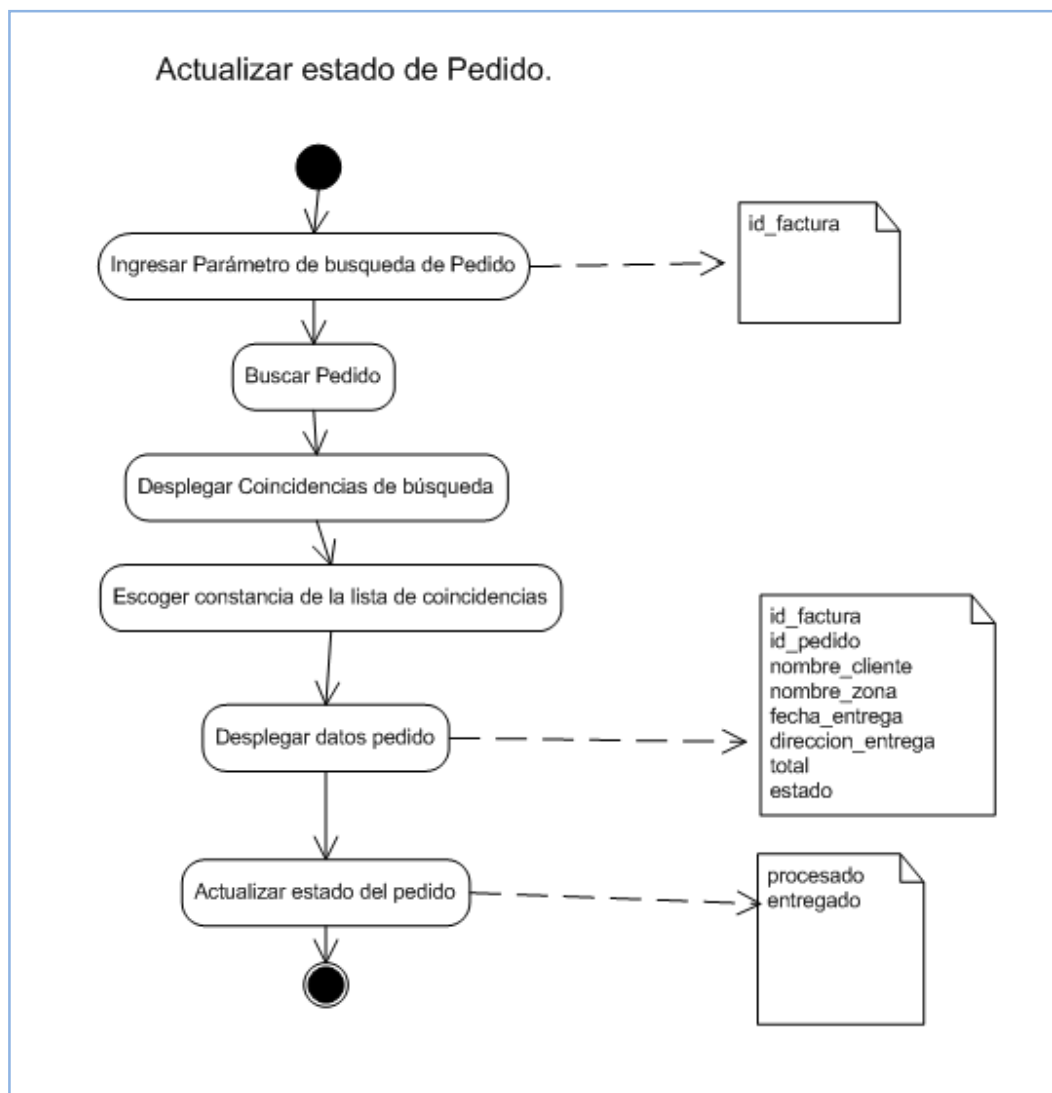 Actualizar estado de Pedido.
Ingresar Parámetro de busqueda de Pedido
id_factura
Buscar Pedido
Desplegar Coincidencias de búsqueda
Escoger constancia de la lista de coincidencias
Desplegar datos pedido
id_factura
id_pedido
nombre_cliente
nombre_zona
fecha_entrega
direccion_entrega
total
estado
Actualizar estado del pedido
procesado
entregado